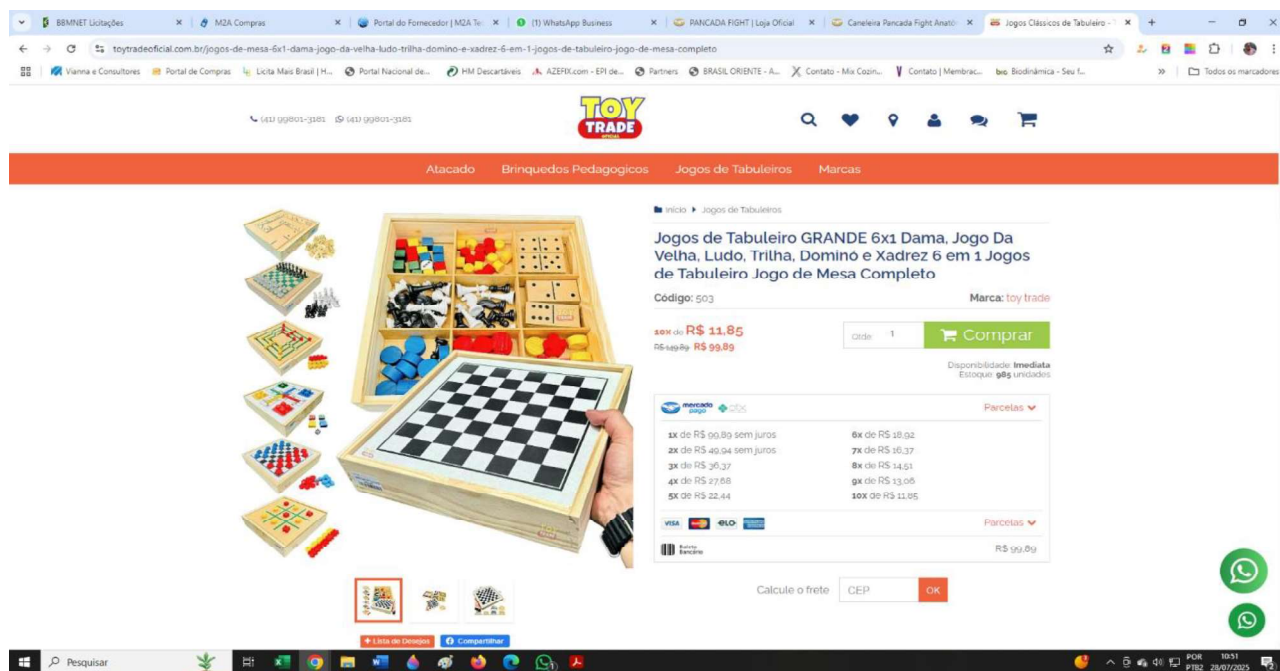 BBMNET Licitações
M2A Compras
Portal do Fornecedor | M2A Te
(1) WhatsApp Business
PANCADA FIGHT | Loja Oficial
Caneleira Pancada Fight Anató
Jogos Clássicos de Tabuleiro -
toytradeoficial.com.br/jogos-de-mesa-6x1-dama-jogo-da-velha-ludo-trilha-domino-e-xadrez-6-em-1-jogos-de-tabuleiro-jogo-de-mesa-completo
Vianna e Consultores
Portal de Compras
Licita Mais Brasil | H...
Portal Nacional de...
HM Descartáveis
AZEFIX.com - EPI de...
Partners
BRASIL ORIENTE - A...
Contato - Mix Cozin...
Contato | Membrac...
Biodinâmica - Seu f...
Todos os marcadores
(41) 99801-3181 (41) 99801-3181
TOY
TRADE
OFICIAL
Atacado Brinquedos Pedagogicos Jogos de Tabuleiros Marcas
Início Jogos de Tabuleiros
Jogos de Tabuleiro GRANDE 6x1 Dama, Jogo Da
Velha, Ludo, Trilha, Dominó e Xadrez 6 em 1 Jogos
de Tabuleiro Jogo de Mesa Completo
Código: 503 Marca: toy trade
10x de R$ 11,85
R$ 149,89 R$ 99,89
Qtde 1 Comprar
Disponibilidade: Imediata
Estoque: 985 unidades
mercado
pago
pix
Parcelas
1x de R$ 99,89 sem juros 6x de R$ 18,92
2x de R$ 49,94 sem juros 7x de R$ 16,37
3x de R$ 36,37 8x de R$ 14,51
4x de R$ 27,68 9x de R$ 13,06
5x de R$ 22,44 10x de R$ 11,85
VISA elo Parcelas
Boleto
Bancário
R$ 99,89
Calcule o frete CEP OK
+ Lista de Desejos Compartilhar
Pesquisar
POR 10:51
PTB2 28/07/2025